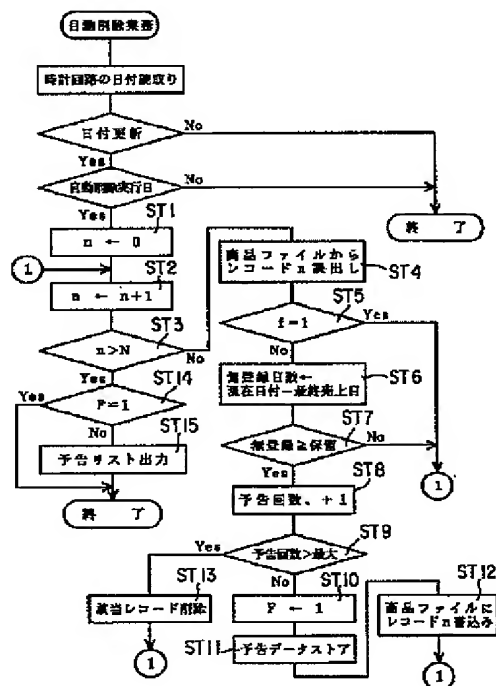 自動削除業務
時計回路の日付読取り
日付更新
No
Yes
自動削除実行日
No
Yes
終 了
ST1
n ← 0
1
ST2
n ← n+1
ST3
n>N
No
Yes
ST14
F=1
Yes
No
ST15
予告リスト出力
終 了
商品ファイルから
レコードn読出し
ST4
ST5
f=1
Yes
No
無登録日数←
現在日付−最終売上日
ST6
ST7
無登録≧保留
No
1
Yes
ST8
予告回数,+1
ST9
予告回数>最大
Yes
No
ST13
該当レコード削除
1
ST10
F ← 1
ST11
予告データストア
ST12
商品ファイルに
レコードn書込み
1